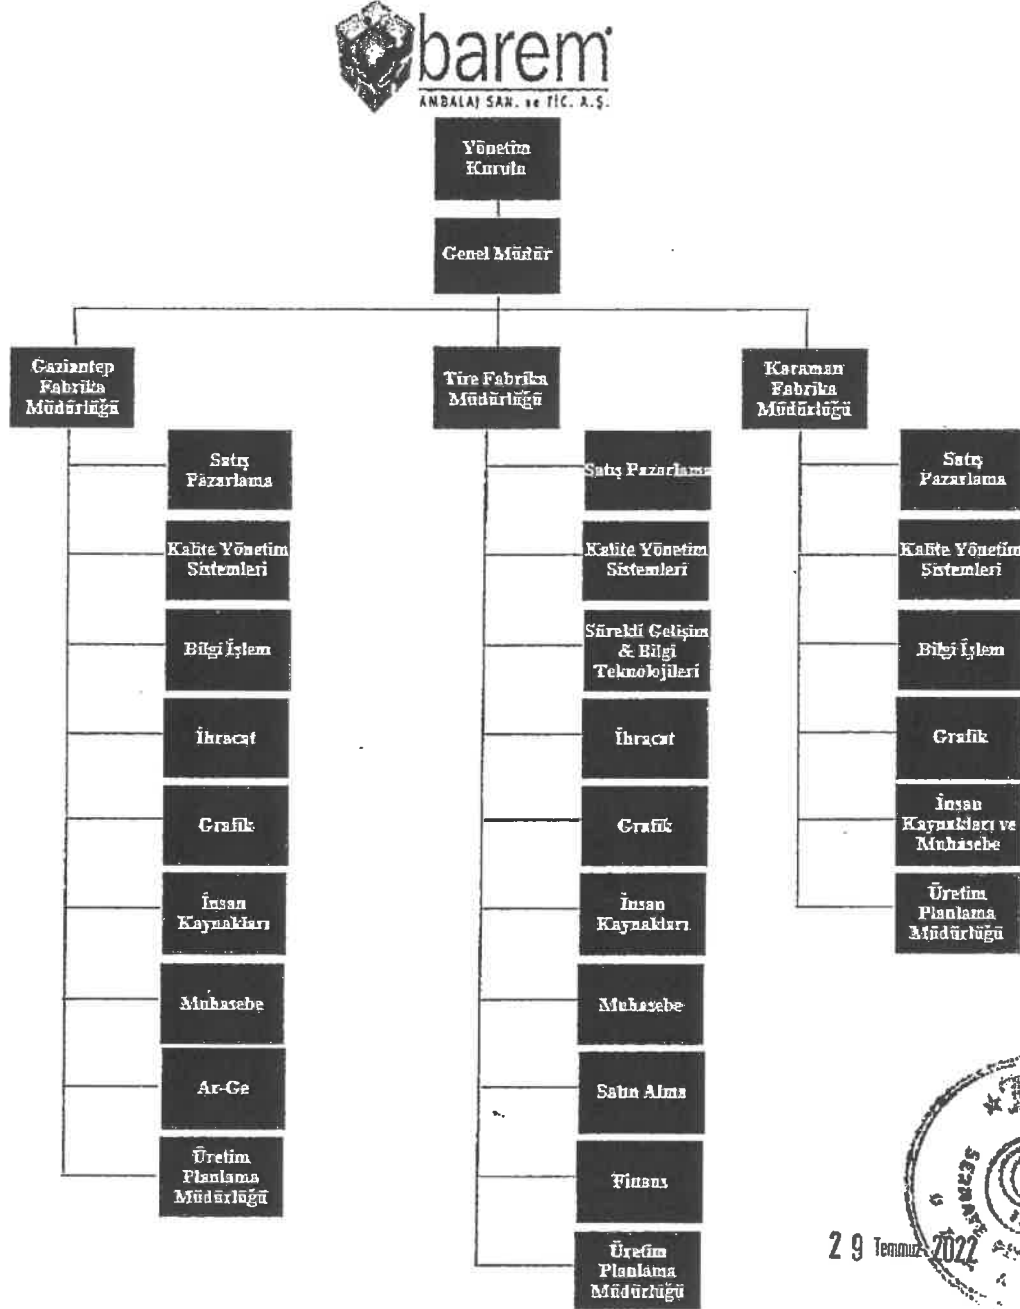 barem
AMBALAJ SAN. ve TİC. A.Ş.
Yönetim
Kurulu
Genel Müdür
Gaziantep
Fabrika
Müdürlüğü
Satış
Pazarlama
Kalite Yönetim
Sistemleri
Bilgi İşlem
İhracat
Grafik
İnsan
Kaynakları
Muhasebe
Ar-Ge
Üretim
Planlama
Müdürlüğü
Tire Fabrika
Müdürlüğü
Satış Pazarlama
Kalite Yönetim
Sistemleri
Sürekli Gelişim
& Bilgi
Teknolojileri
İhracat
Grafik
İnsan
Kaynakları
Muhasebe
Satın Alma
Finans
Üretim
Planlama
Müdürlüğü
Karaman
Fabrika
Müdürlüğü
Satış
Pazarlama
Kalite Yönetim
Sistemleri
Bilgi İşlem
Grafik
İnsan
Kaynakları ve
Muhasebe
Üretim
Planlama
Müdürlüğü
29 Temmuz 2022